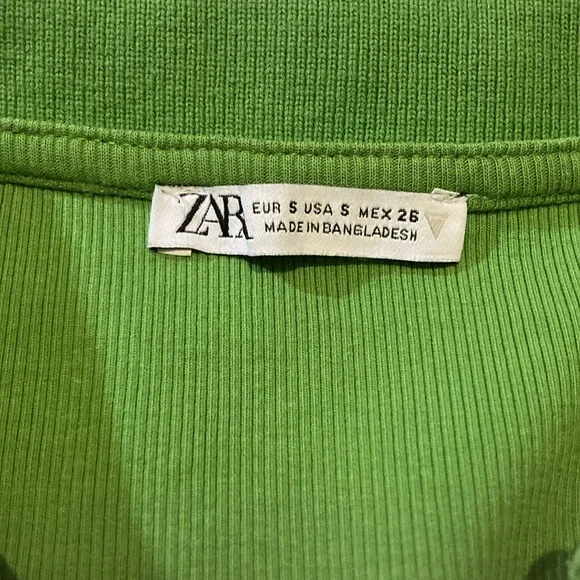 ZARA EUR S USA S MEX 26
MADE IN BANGLADESH